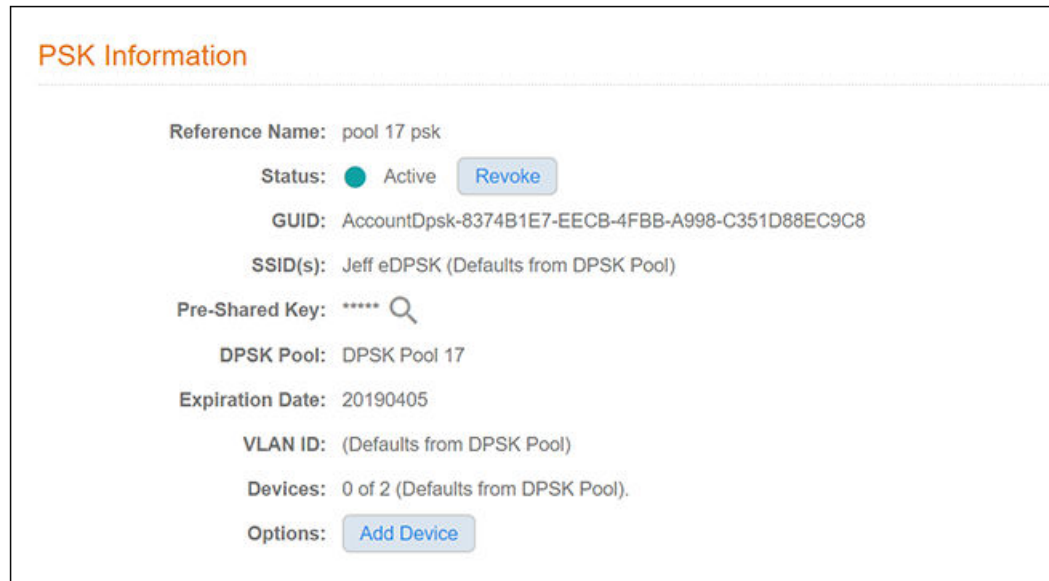 PSK Information
Reference Name: pool 17 psk
Status: Active Revoke
GUID: AccountDpsk-8374B1E7-EECB-4FBB-A998-C351D88EC9C8
SSID(s): Jeff eDPSK (Defaults from DPSK Pool)
Pre-Shared Key: *****
DPSK Pool: DPSK Pool 17
Expiration Date: 20190405
VLAN ID: (Defaults from DPSK Pool)
Devices: 0 of 2 (Defaults from DPSK Pool).
Options: Add Device